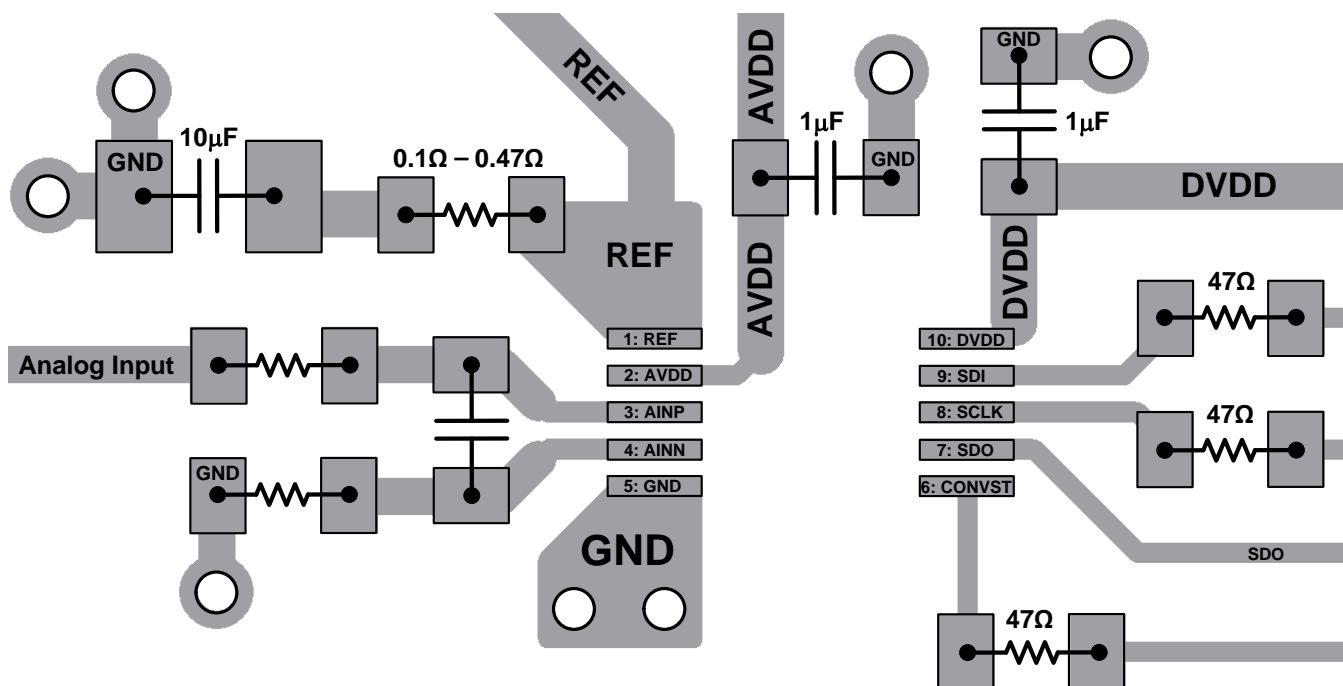 GND
10μF
0.1Ω – 0.47Ω
REF
REF
AVDD
AVDD
1μF
GND
GND
1μF
DVDD
DVDD
47Ω
47Ω
47Ω
Analog Input
GND
1: REF
2: AVDD
3: AINP
4: AINN
5: GND
GND
10: DVDD
9: SDI
8: SCLK
7: SDO
6: CONVST
SDO